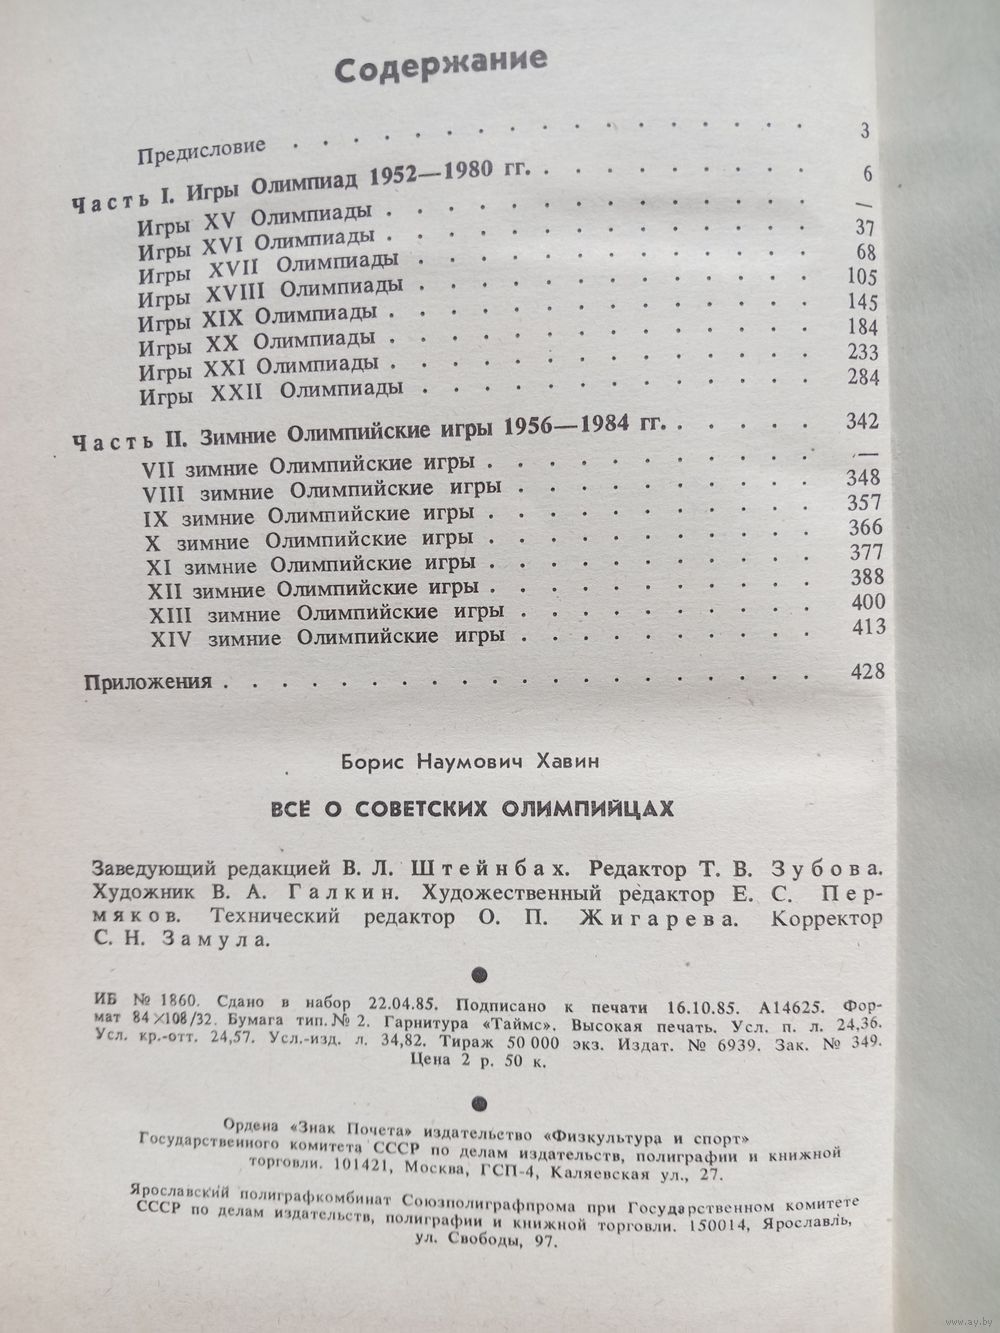 Содержание
Предисловие . . . . . . . . . . . . . . . . . 3
Часть I. Игры Олимпиад 1952—1980 гг. . . . . . . . . . 6
Игры XV Олимпиады . . . . . . . . . . . . . . —
Игры XVI Олимпиады . . . . . . . . . . . . . . 37
Игры XVII Олимпиады . . . . . . . . . . . . . 68
Игры XVIII Олимпиады . . . . . . . . . . . . . 105
Игры XIX Олимпиады . . . . . . . . . . . . . . 145
Игры XX Олимпиады . . . . . . . . . . . . . . 184
Игры XXI Олимпиады . . . . . . . . . . . . . . 233
Игры XXII Олимпиады . . . . . . . . . . . . . 284
Часть II. Зимние Олимпийские игры 1956—1984 гг. . . . . . 342
VII зимние Олимпийские игры . . . . . . . . . . . —
VIII зимние Олимпийские игры . . . . . . . . . . 348
IX зимние Олимпийские игры . . . . . . . . . . . 357
X зимние Олимпийские игры . . . . . . . . . . . 366
XI зимние Олимпийские игры . . . . . . . . . . . 377
XII зимние Олимпийские игры . . . . . . . . . . . 388
XIII зимние Олимпийские игры . . . . . . . . . . 400
XIV зимние Олимпийские игры . . . . . . . . . . 413
Приложения . . . . . . . . . . . . . . . . . . . . 428
Борис Наумович Хавин
ВСЁ О СОВЕТСКИХ ОЛИМПИЙЦАХ
Заведующий редакцией В. Л. Штейнбах. Редактор Т. В. Зубова.
Художник В. А. Галкин. Художественный редактор Е. С. Пер-
мяков. Технический редактор О. П. Жигарева. Корректор
С. Н. Замула.
ИБ № 1860. Сдано в набор 22.04.85. Подписано к печати 16.10.85. А14625. Фор-
мат 84×108/32. Бумага тип. № 2. Гарнитура «Таймс». Высокая печать. Усл. п. л. 24,36.
Усл. кр.-отт. 24,57. Усл.-изд. л. 34,82. Тираж 50 000 экз. Издат. № 6939. Зак. № 349.
Цена 2 р. 50 к.
Ордена «Знак Почета» издательство «Физкультура и спорт»
Государственного комитета СССР по делам издательств, полиграфии и книжной
торговли. 101421, Москва, ГСП-4, Каляевская ул., 27.
Ярославский полиграфкомбинат Союзполиграфпрома при Государственном комитете
СССР по делам издательств, полиграфии и книжной торговли. 150014, Ярославль,
ул. Свободы, 97.
www.ay.by